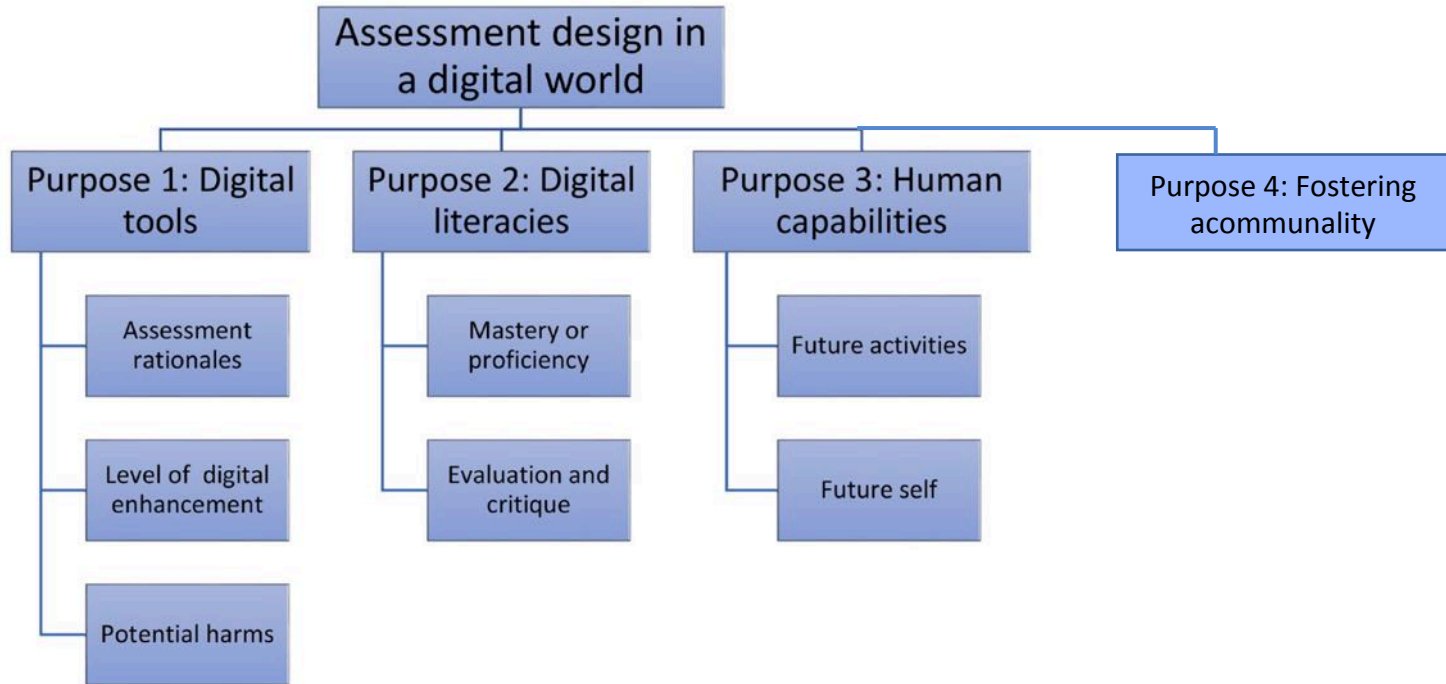 Assessment design in
a digital world
Purpose 1: Digital
tools
Assessment
rationales
Level of digital
enhancement
Potential harms
Purpose 2: Digital
literacies
Mastery or
proficiency
Evaluation and
critique
Purpose 3: Human
capabilities
Future activities
Future self
Purpose 4: Fostering
acommunality